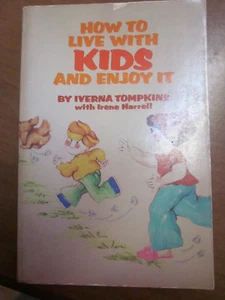 HOW TO
LIVE WITH
KIDS
AND ENJOY IT
BY IVERNA TOMPKINS
with Irene Harrell